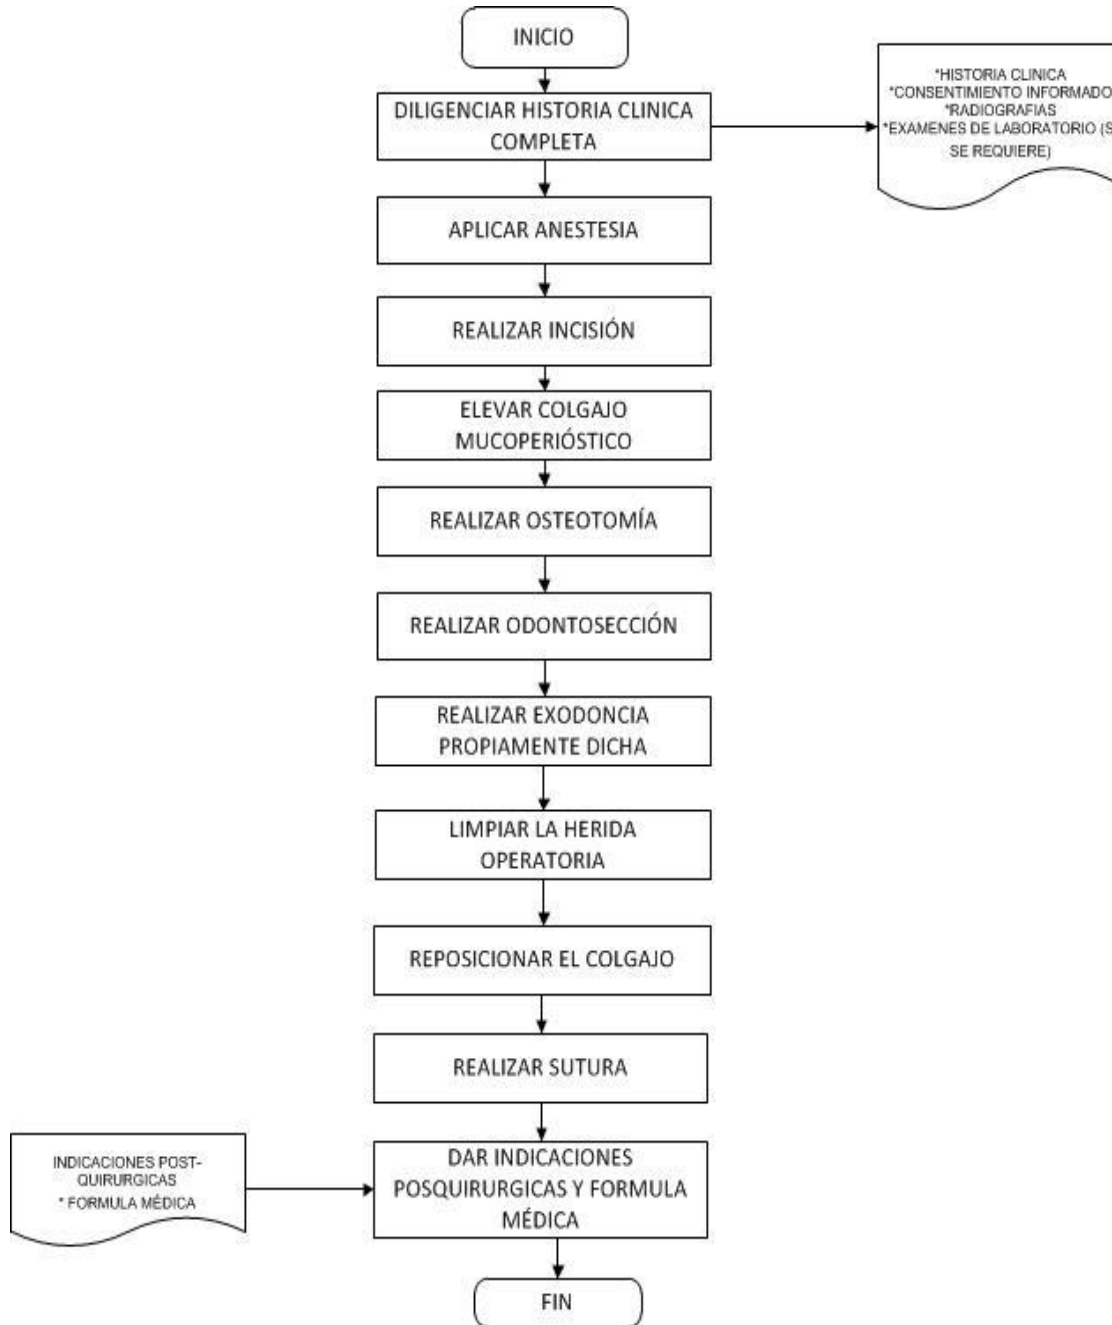 INICIO
*HISTORIA CLINICA
*CONSENTIMIENTO INFORMADO
*RADIOGRAFIAS
*EXAMENES DE LABORATORIO (S
SE REQUIERE)
DILIGENCIAR HISTORIA CLINICA
COMPLETA
APLICAR ANESTESIA
REALIZAR INCISIÓN
ELEVAR COLGAJO
MUCOPERIÓSTICO
REALIZAR OSTEOTOMÍA
REALIZAR ODONTOSECCIÓN
REALIZAR EXODONCIA
PROPIAMENTE DICHA
LIMPIAR LA HERIDA
OPERATORIA
REPOSICIONAR EL COLGAJO
REALIZAR SUTURA
INDICACIONES POST-
QUIRURGICAS
* FORMULA MÉDICA
DAR INDICACIONES
POSQUIRURGICAS Y FORMULA
MÉDICA
FIN